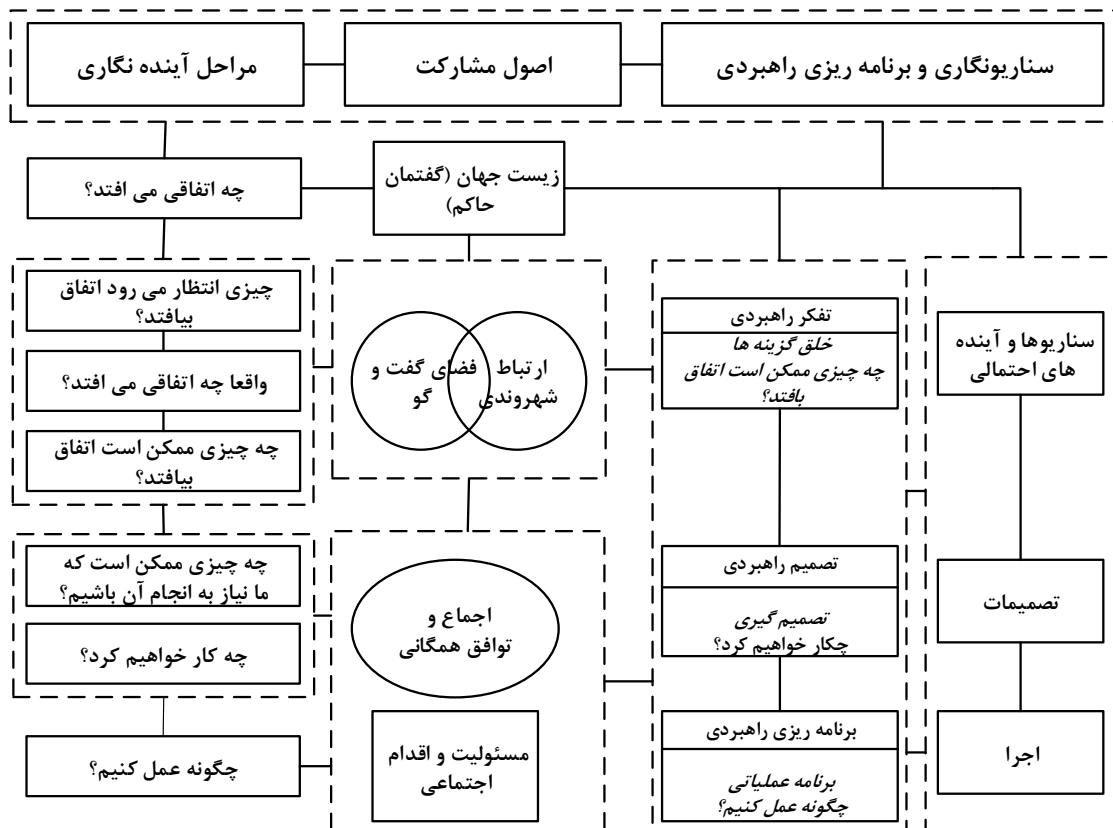 سناریونگاری و برنامه ریزی راهبردی
اصول مشارکت
مراحل آینده نگاری
زیست جهان (گفتمان
حاکم)
چه اتفاقی می افتد؟
چیزی انتظار می رود اتفاق
بیافتد؟
واقعا چه اتفاقی می افتد؟
چه چیزی ممکن است اتفاق
بیافتد؟
ارتباط
شهروندی
فضای گفت و
گو
تفکر راهبردی
خلق گزینه ها
چه چیزی ممکن است اتفاق
بافتد؟
سناریوها و آینده
های احتمالی
چه چیزی ممکن است که
ما نیاز به انجام آن باشیم؟
چه کار خواهیم کرد؟
اجماع و
توافق همگانی
تصمیم راهبردی
تصمیم گیری
چکار خواهیم کرد؟
تصمیمات
چگونه عمل کنیم؟
مسئولیت و اقدام
اجتماعی
برنامه ریزی راهبردی
برنامه عملیاتی
چگونه عمل کنیم؟
اجرا